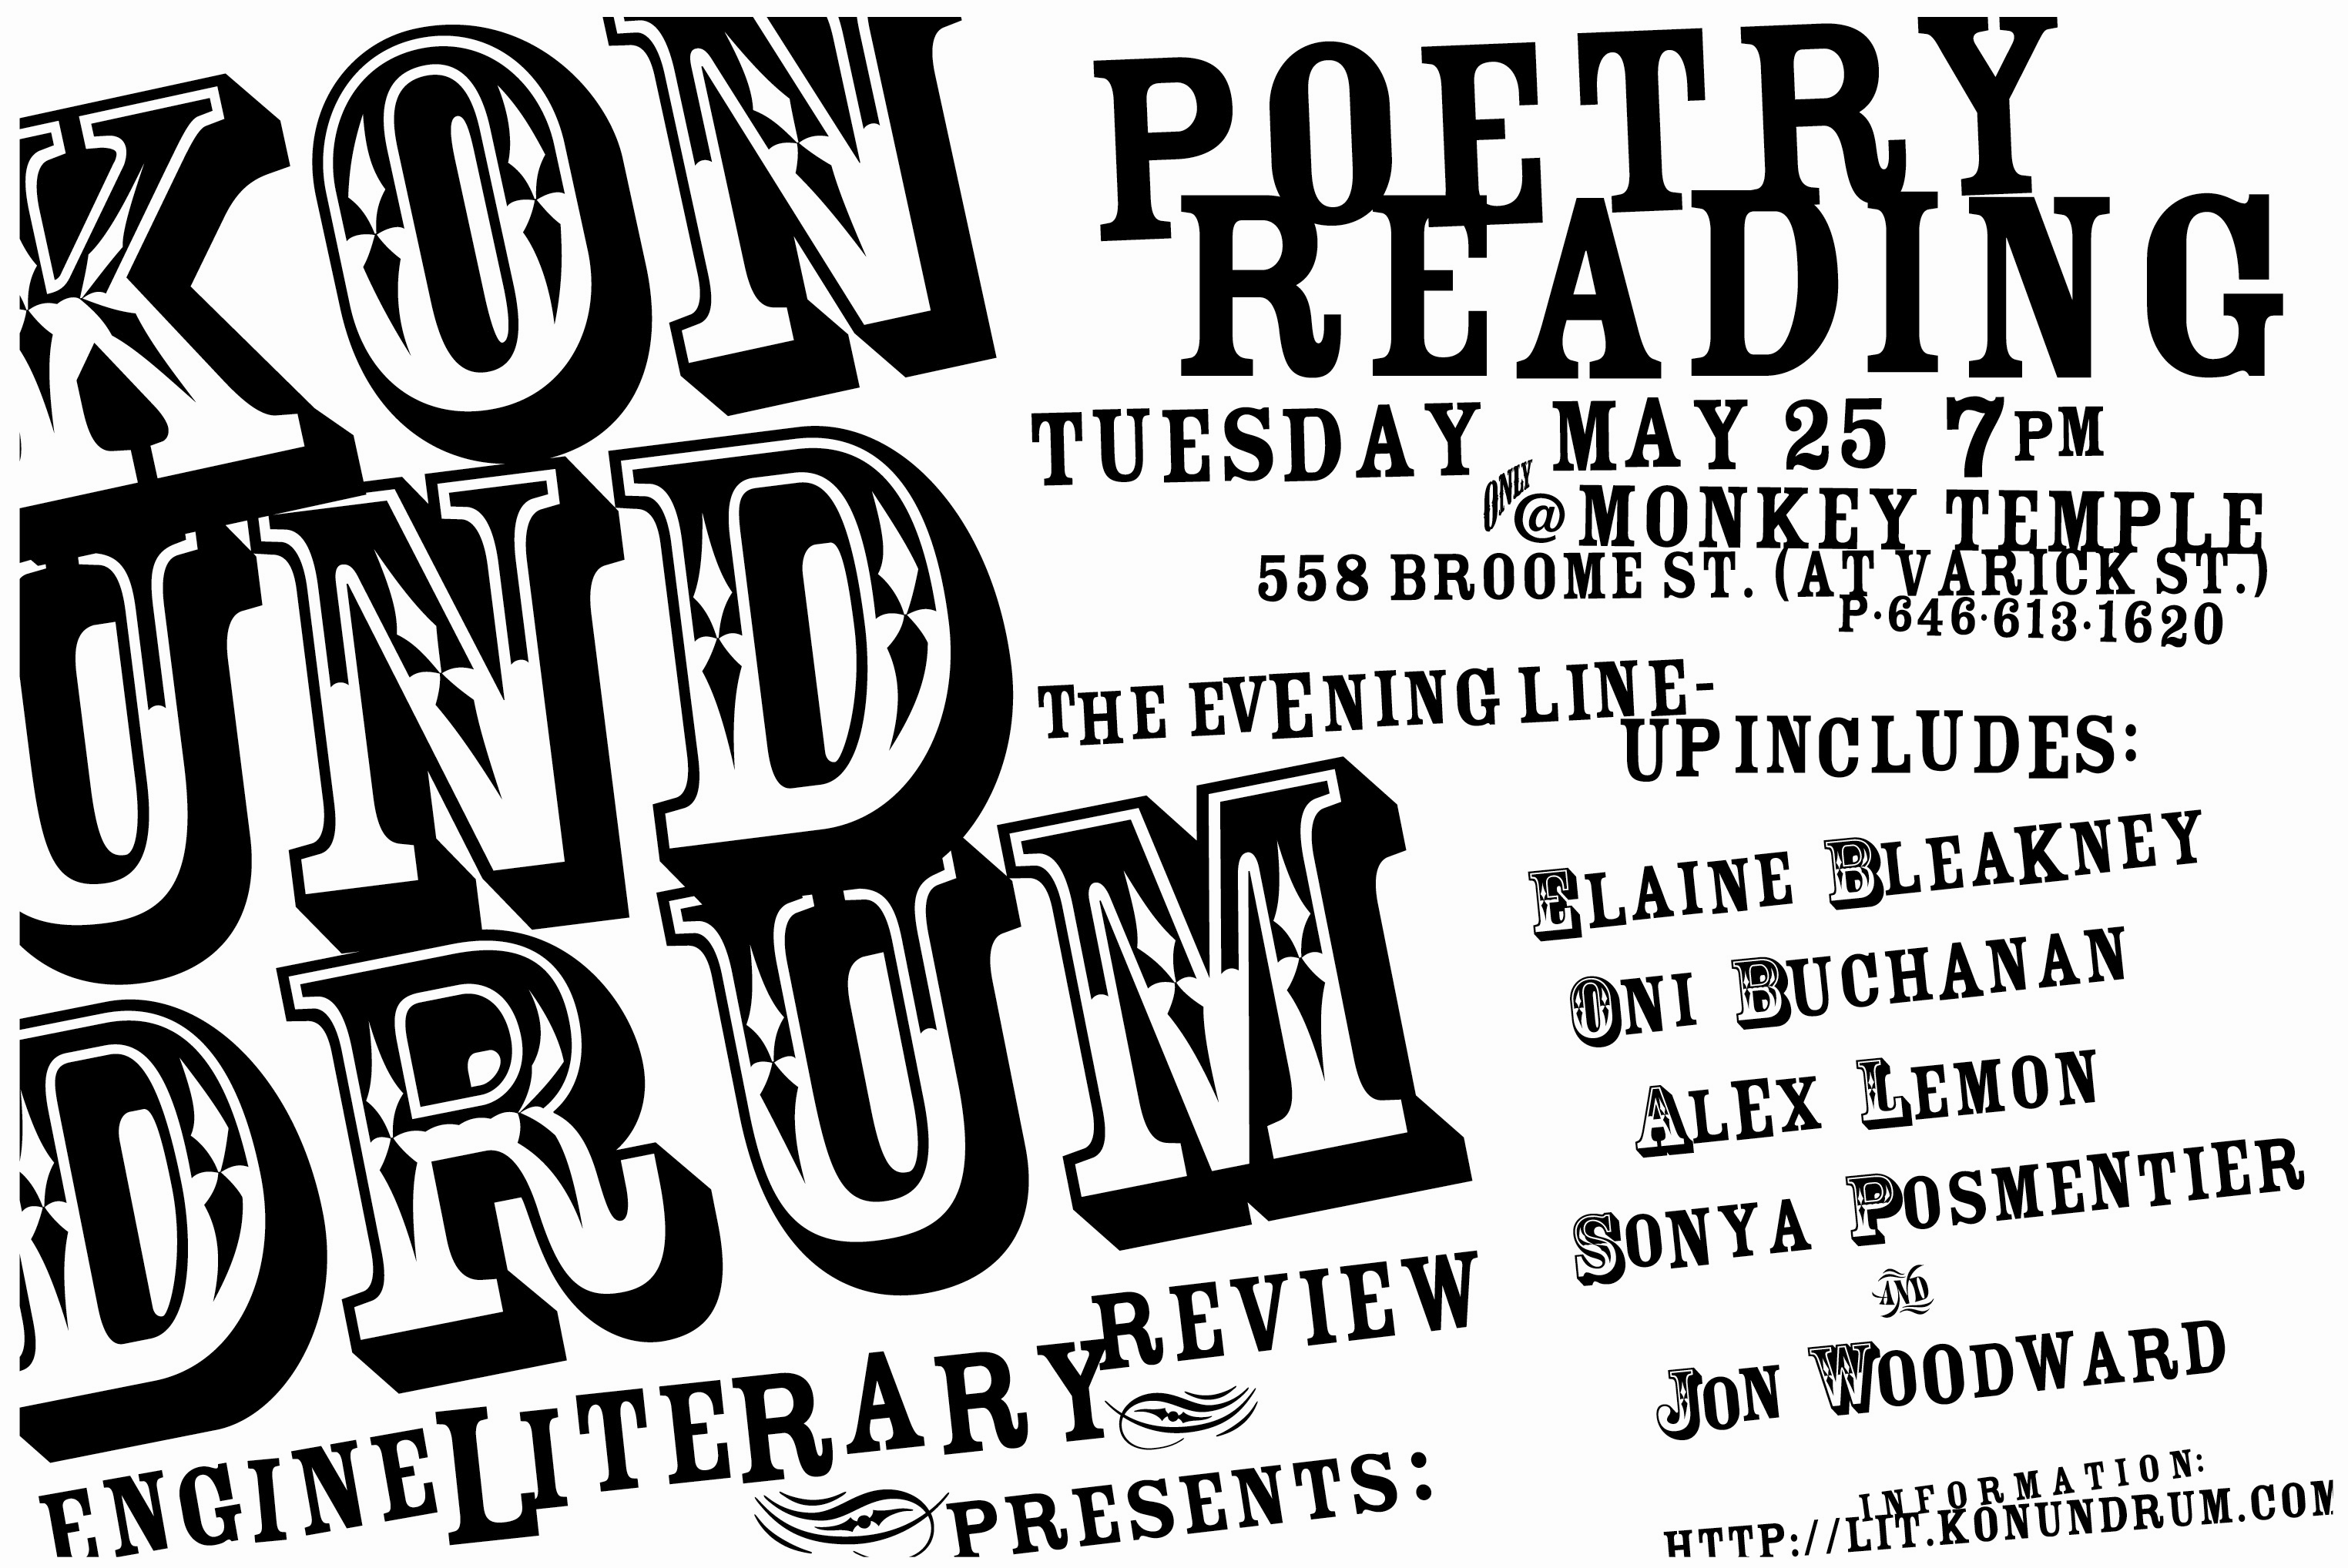 KON
UND
DRUM
ENGINE LITERARY REVIEW
PRESENTS:
POETRY
READING
TUESDAY MAY 25 7PM
ONLY @ MONKEY TEMPLE
558 BROOME ST. (AT VARICK ST.)
P·646·613·1620
THE EVENING LINE-
UP INCLUDES:
ELAINE BLEAKNEY
ONI BUCHANAN
ALEX LEMON
SONYA POSMENTIER
AND
JON WOODWARD
INFORMATION:
HTTP://LIT.KONUNDRUM.COM